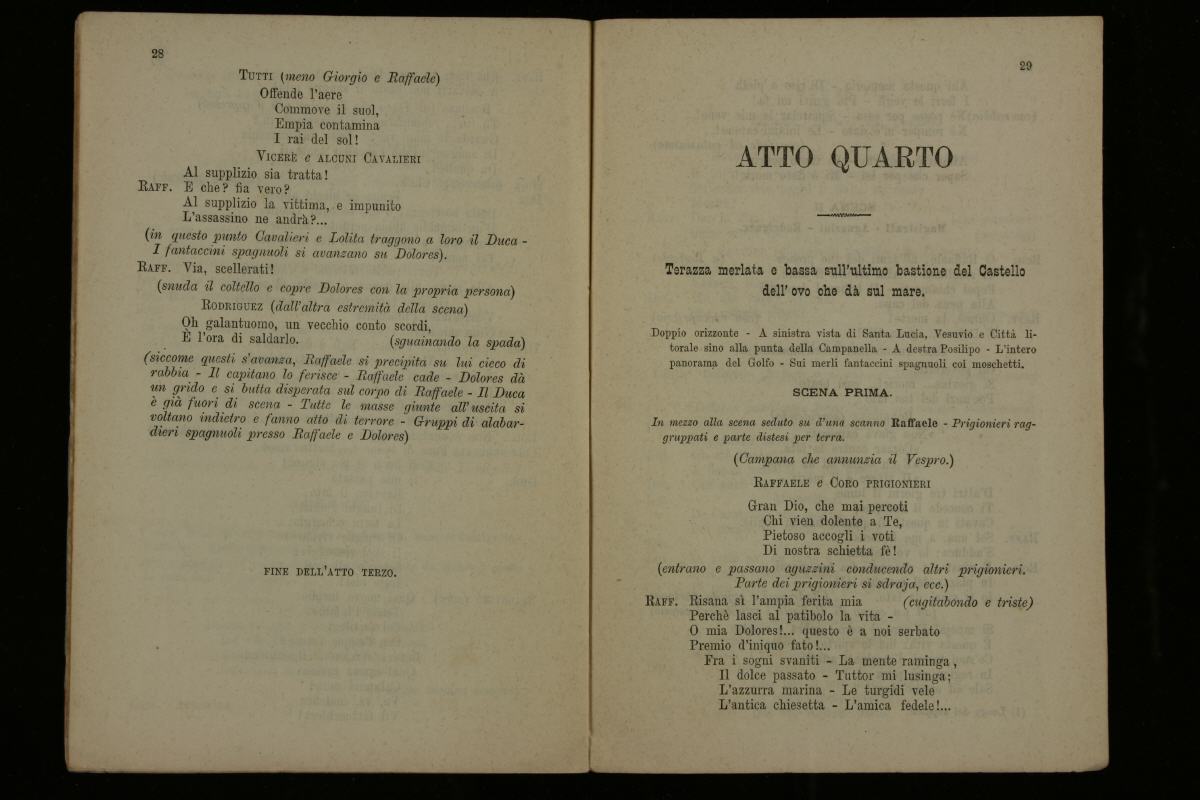 28
TUTTI (meno Giorgio e Raffaele)
Offende l'aere
Commove il suol,
Empia contamina
I rai del sol!
VICERÈ e ALCUNI CAVALIERI
Al supplizio sia tratta!
RAFF. E che? fia vero?
Al supplizio la vittima, e impunito
L'assassino ne andrà?...
(in questo punto Cavalieri e Lolita traggono a loro il Duca -
I fantaccini spagnuoli si avanzano su Dolores).
RAFF. Via, scellerati!
(snuda il coltello e copre Dolores con la propria persona)
RODRIGUEZ (dall'altra estremità della scena)
Oh galantuomo, un vecchio conto scordi,
È l'ora di saldarlo. (sguainando la spada)
(siccome questi s'avanza, Raffaele si precipita su lui cieco di
rabbia - Il capitano lo ferisce - Raffaele cade - Dolores dà
un grido e si butta disperata sul corpo di Raffaele - Il Duca
è già fuori di scena - Tutte le masse giunte all'uscita si
voltano indietro e fanno atto di terrore - Gruppi di alabar-
dieri spagnuoli presso Raffaele e Dolores)
FINE DELL'ATTO TERZO.
29
ATTO QUARTO
Terazza merlata e bassa sull'ultimo bastione del Castello
dell'ovo che dà sul mare.
Doppio orizzonte - A sinistra vista di Santa Lucia, Vesuvio e Città li-
torale sino alla punta della Campanella - A destra Posilipo - L'intero
panorama del Golfo - Sui merli fantaccini spagnuoli coi moschetti.
SCENA PRIMA.
In mezzo alla scena seduto su d'uno scanno Raffaele - Prigionieri rag-
gruppati e parte distesi per terra.
(Campana che annunzia il Vespro.)
RAFFAELE e CORO PRIGIONIERI
Gran Dio, che mai percoti
Chi vien dolente a Te,
Pietoso accogli i voti
Di nostra schietta fè!
(entrano e passano aguzzini conducendo altri prigionieri.
Parte dei prigionieri si sdraja, ecc.)
RAFF. Risana sì l'ampia ferita mia (cugitabondo e triste)
Perchè lasci al patibolo la vita -
O mia Dolores!... questo è a noi serbato
Premio d'iniquo fato!...
Fra i sogni svaniti - La mente raminga,
Il dolce passato - Tuttor mi lusinga;
L'azzurra marina - Le turgidi vele
L'antica chiesetta - L'amica fedele!...